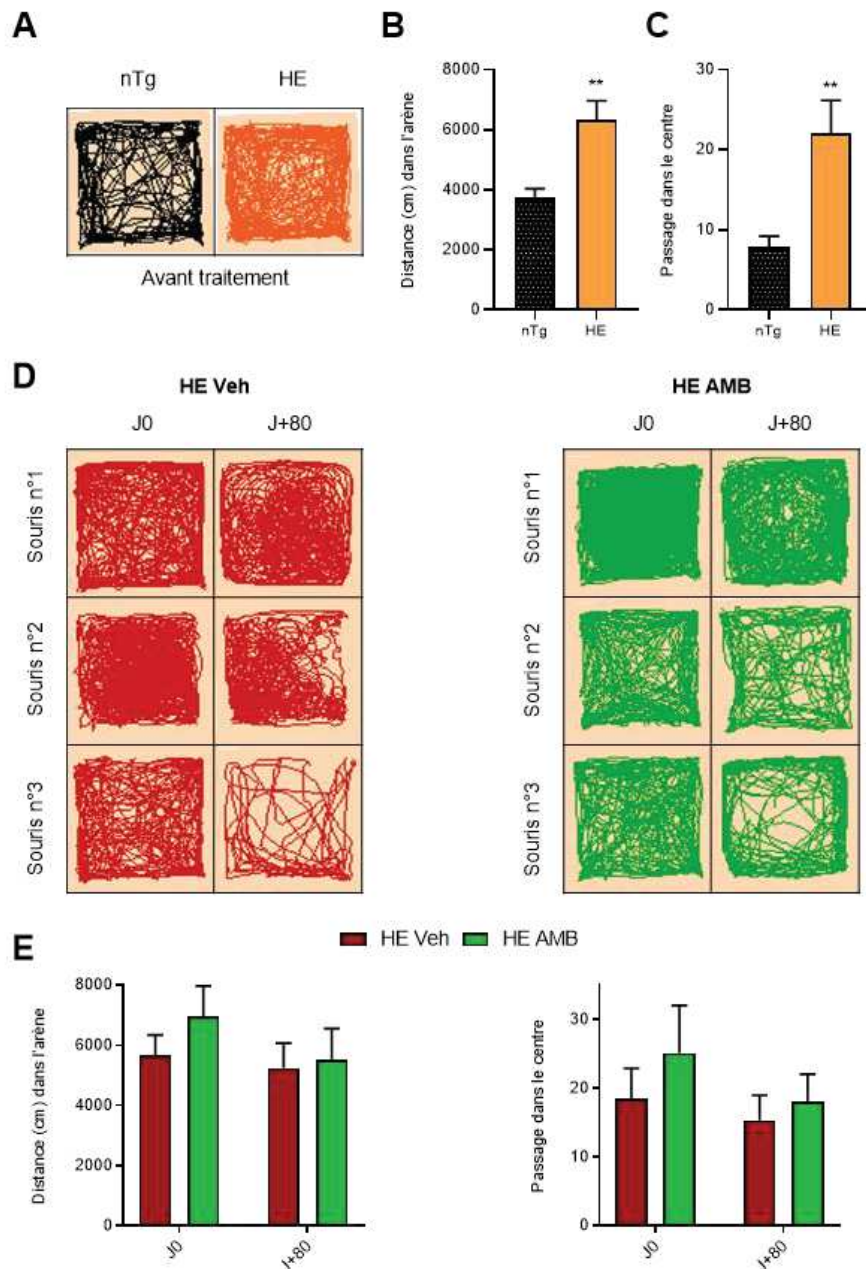 A
nTg
HE
Avant traitement
B
Distance (cm) dans l'arène
8000
6000
4000
2000
0
**
nTg
HE
C
Passage dans le centre
30
20
10
0
**
nTg
HE
D
HE Veh
J0
J+80
Souris n°1
Souris n°2
Souris n°3
HE AMB
J0
J+80
Souris n°1
Souris n°2
Souris n°3
E
HE Veh
HE AMB
Distance (cm) dans l'arène
8000
6000
4000
2000
0
J0
J+80
Passage dans le centre
30
20
10
0
J0
J+80